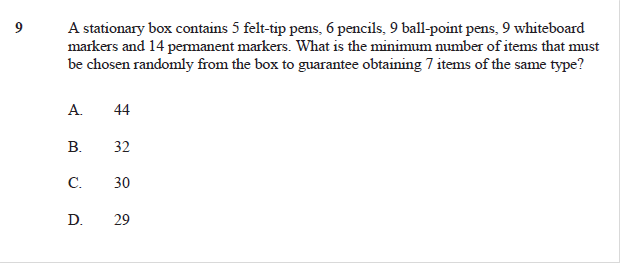 9 A stationary box contains 5 felt-tip pens, 6 pencils, 9 ball-point pens, 9 whiteboard
markers and 14 permanent markers. What is the minimum number of items that must
be chosen randomly from the box to guarantee obtaining 7 items of the same type?
A. 44
B. 32
C. 30
D. 29